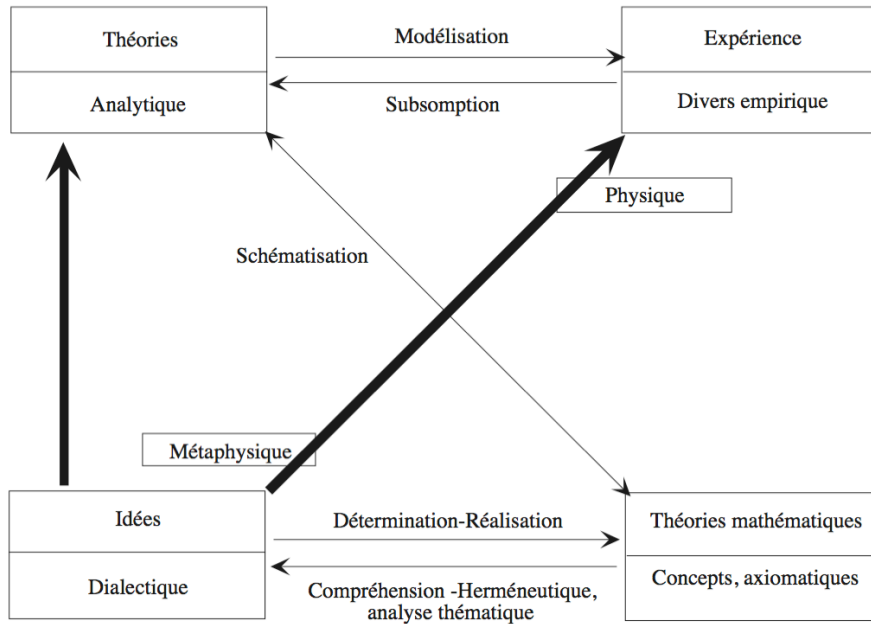 Théories
Modélisation
Expérience
Analytique
Subsomption
Divers empirique
Physique
Schématisation
Métaphysique
Idées
Détermination-Réalisation
Théories mathématiques
Dialectique
Compréhension -Herméneutique,
analyse thématique
Concepts, axiomatiques